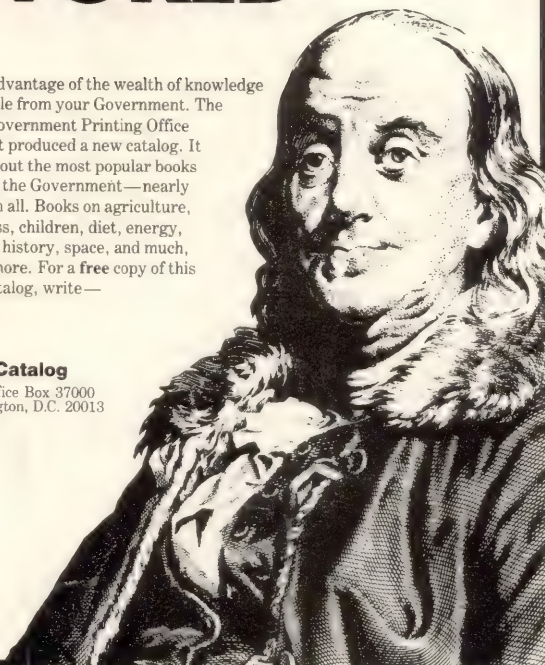 dvantage of the wealth of knowledge
le from your Government. The
overnment Printing Office
t produced a new catalog. It
out the most popular books
the Government—nearly
n all. Books on agriculture,
ss, children, diet, energy,
history, space, and much,
nore. For a free copy of this
talog, write—
Catalog
ice Box 37000
gton, D.C. 20013